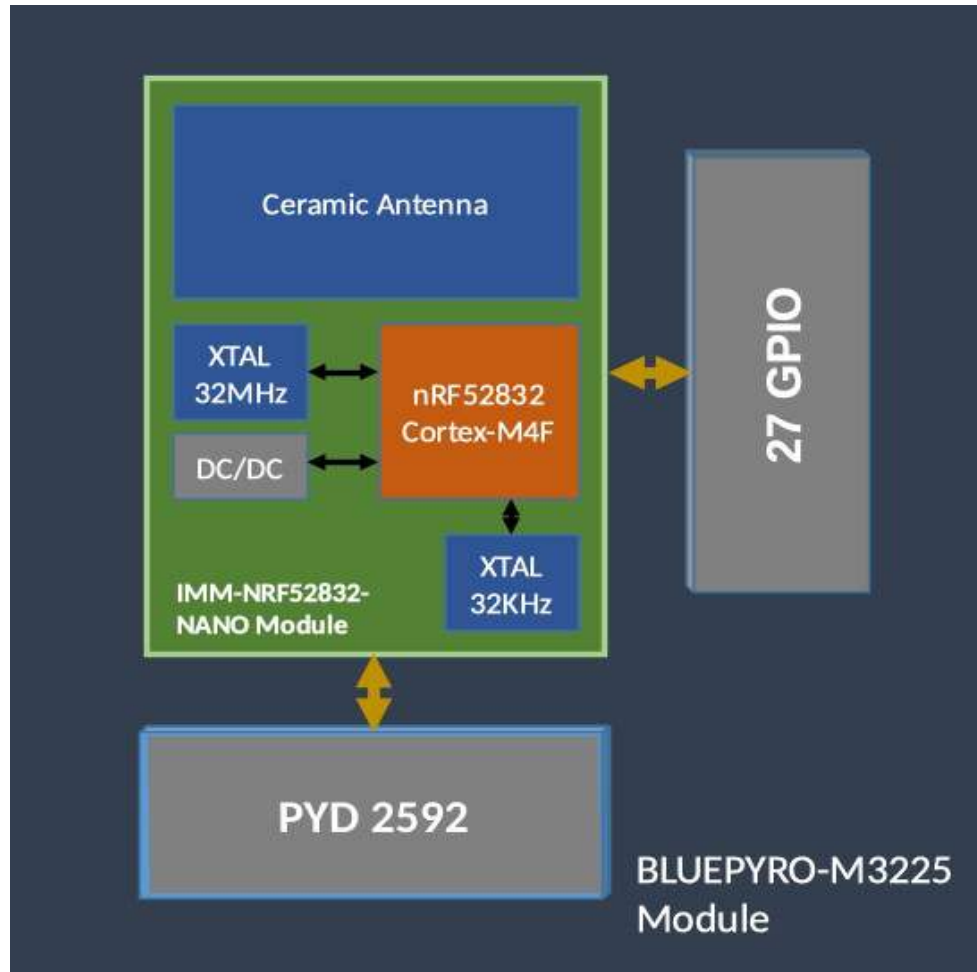 Ceramic Antenna
XTAL
32MHz
nRF52832
Cortex-M4F
DC/DC
XTAL
32KHz
IMM-NRF52832-
NANO Module
27 GPIO
PYD 2592
BLUEPYRO-M3225
Module